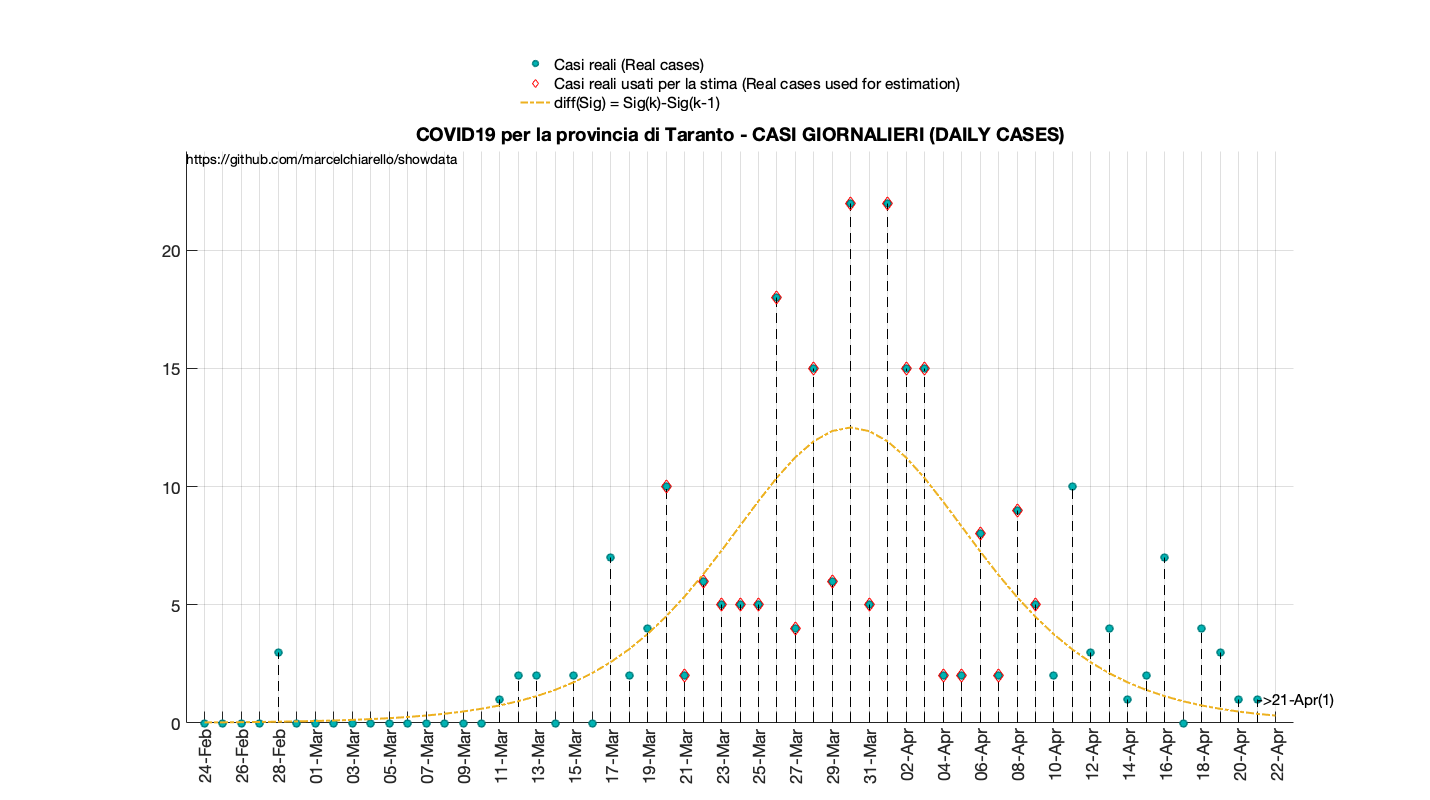 Casi reali (Real cases)
Casi reali usati per la stima (Real cases used for estimation)
diff(Sig) = Sig(k)-Sig(k-1)
COVID19 per la provincia di Taranto - CASI GIORNALIERI (DAILY CASES)
https://github.com/marcelchiarello/showdata
20
15
10
5
0
>21-Apr(1)
24-Feb
26-Feb
28-Feb
01-Mar
03-Mar
05-Mar
07-Mar
09-Mar
11-Mar
13-Mar
15-Mar
17-Mar
19-Mar
21-Mar
23-Mar
25-Mar
27-Mar
29-Mar
31-Mar
02-Apr
04-Apr
06-Apr
08-Apr
10-Apr
12-Apr
14-Apr
16-Apr
18-Apr
20-Apr
22-Apr